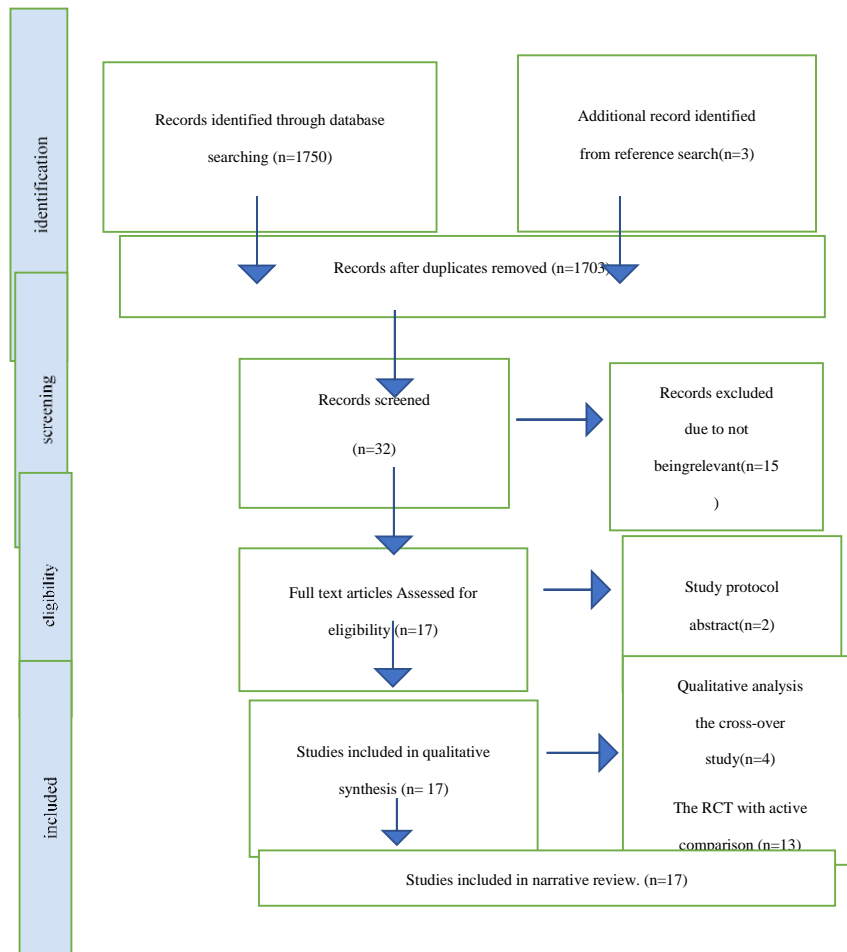 identification
Records identified through database
searching (n=1750)
Additional record identified
from reference search(n=3)
Records after duplicates removed (n=1703)
screening
Records screened
(n=32)
Records excluded
due to not
beingrelevant(n=15
)
eligibility
Full text articles Assessed for
eligibility (n=17)
Study protocol
abstract(n=2)
included
Studies included in qualitative
synthesis (n= 17)
Qualitative analysis
the cross-over
study(n=4)
The RCT with active
comparison (n=13)
Studies included in narrative review. (n=17)